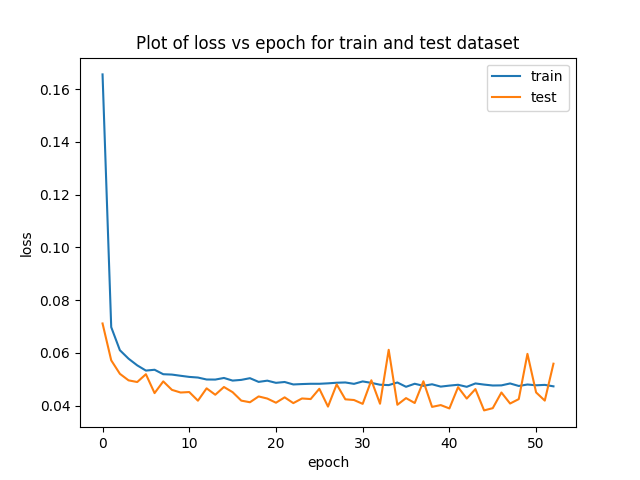 Plot of loss vs epoch for train and test dataset
train
test
0.16
0.14
0.12
0.10
0.08
0.06
0.04
loss
0 10 20 30 40 50
epoch